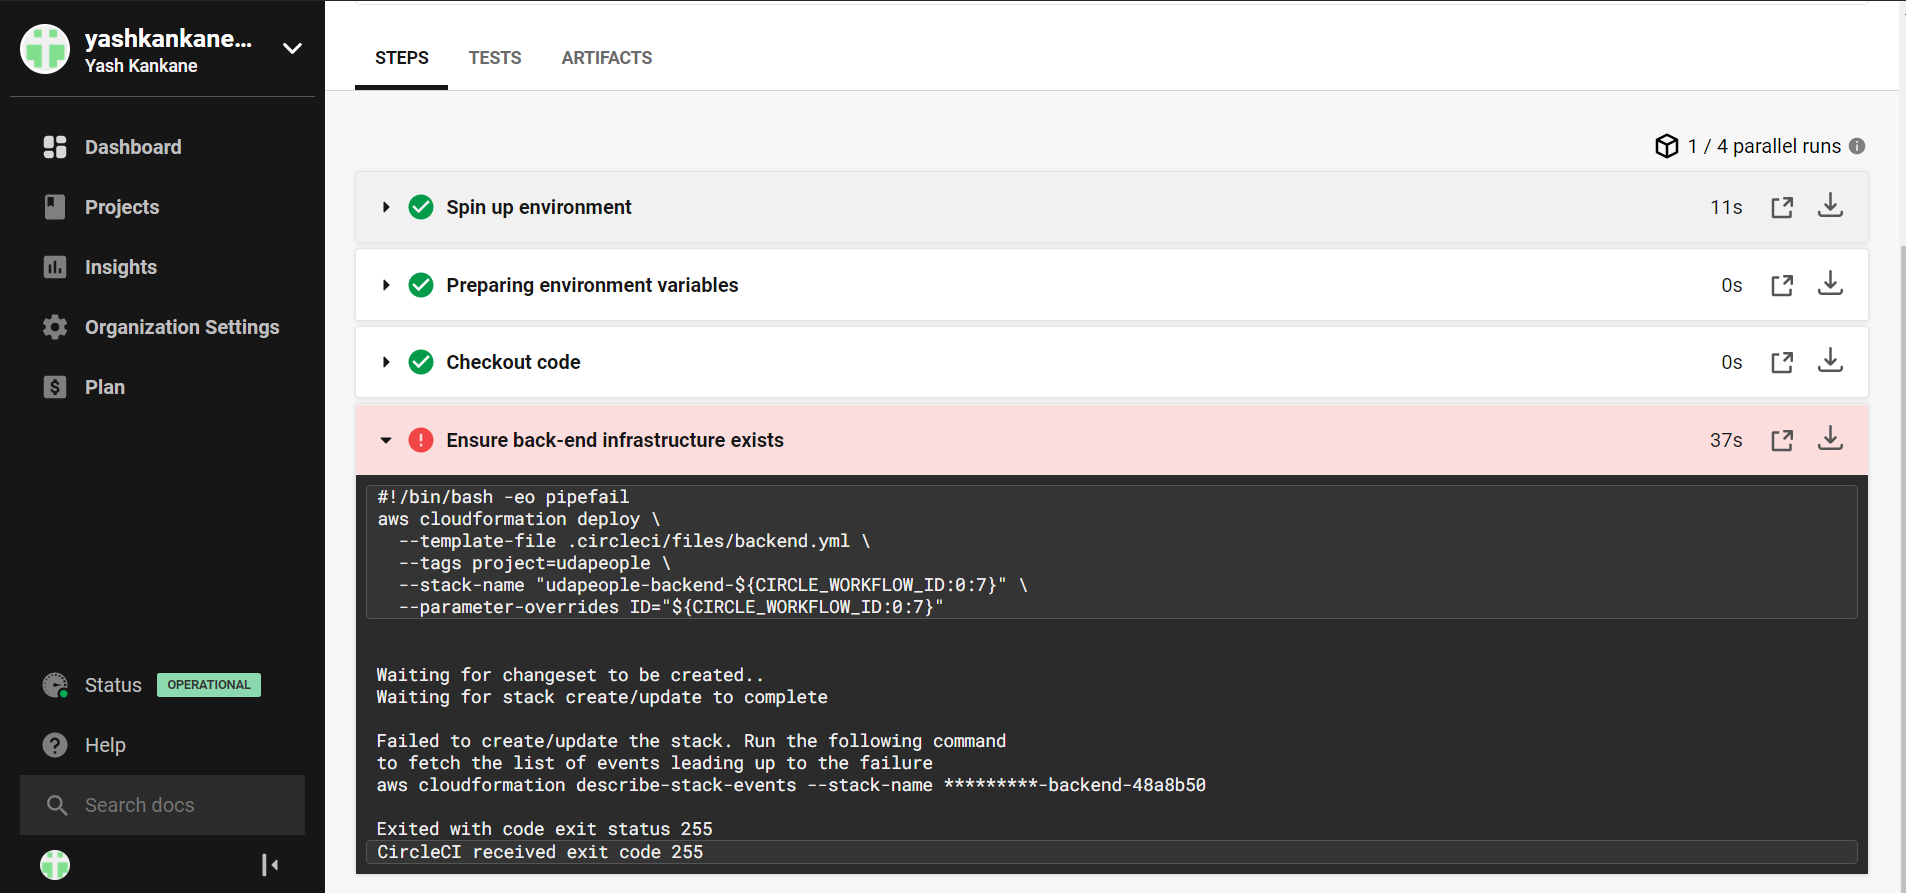 yashkankane...
Yash Kankane
Dashboard
Projects
Insights
Organization Settings
Plan
Status OPERATIONAL
Help
Search docs
STEPS TESTS ARTIFACTS
1 / 4 parallel runs
Spin up environment 11s
Preparing environment variables 0s
Checkout code 0s
Ensure back-end infrastructure exists 37s
#!/bin/bash -eo pipefail
aws cloudformation deploy \
--template-file .circleci/files/backend.yml \
--tags project=udapeople \
--stack-name "udapeople-backend-${CIRCLE_WORKFLOW_ID:0:7}" \
--parameter-overrides ID="${CIRCLE_WORKFLOW_ID:0:7}"
Waiting for changeset to be created..
Waiting for stack create/update to complete
Failed to create/update the stack. Run the following command
to fetch the list of events leading up to the failure
aws cloudformation describe-stack-events --stack-name *********-backend-48a8b50
Exited with code exit status 255
CircleCI received exit code 255